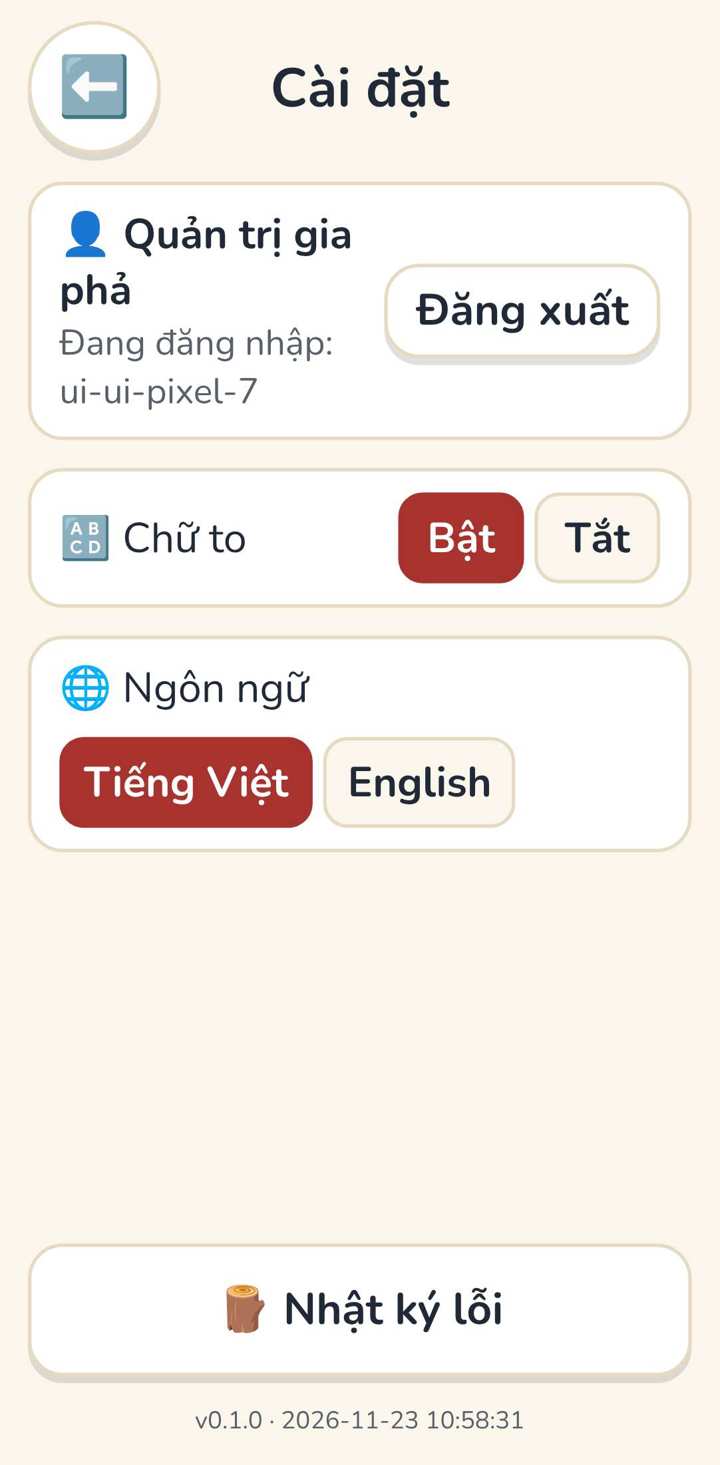 Cài đặt
Quản trị gia
phả
Đang đăng nhập:
ui-ui-pixel-7
Đăng xuất
Chữ to
Bật
Tắt
Ngôn ngữ
Tiếng Việt
English
Nhật ký lỗi
v0.1.0 · 2026-11-23 10:58:31